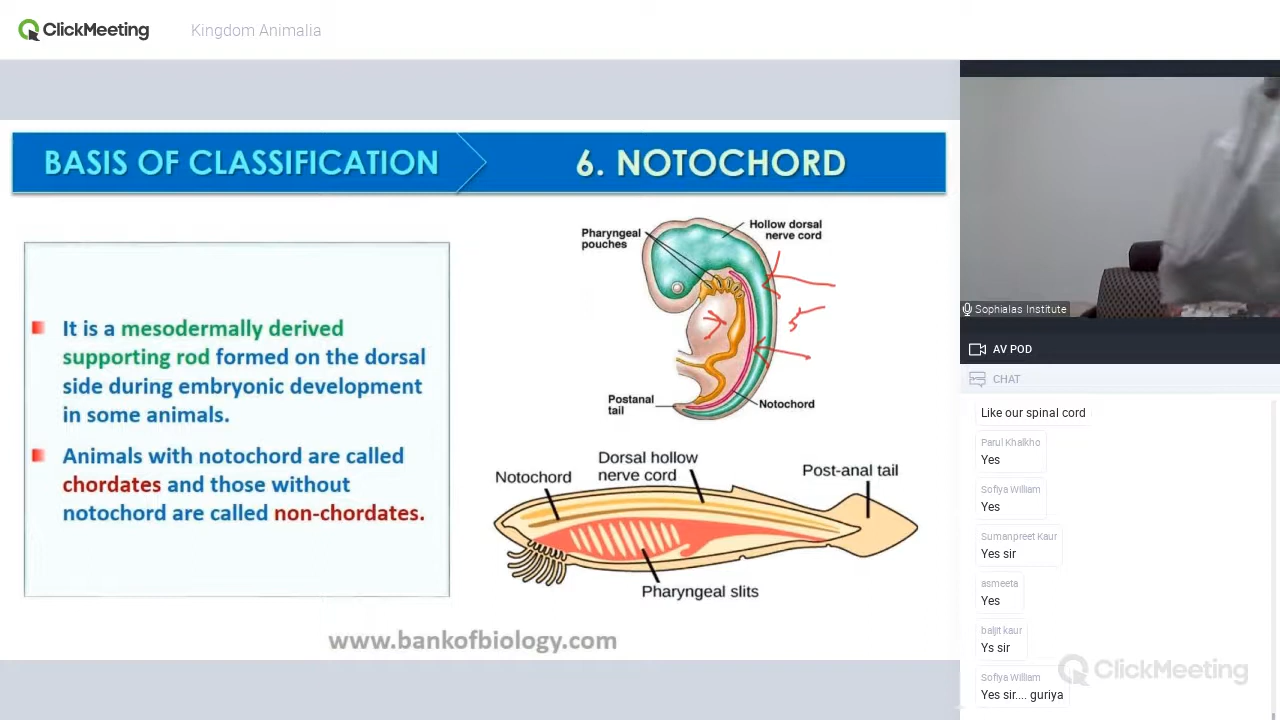 ClickMeeting
Kingdom Animalia
BASIS OF CLASSIFICATION
6. NOTOCHORD
It is a mesodermally derived
supporting rod formed on the dorsal
side during embryonic development
in some animals.
Animals with notochord are called
chordates and those without
notochord are called non-chordates.
Pharyngeal
pouches
Hollow dorsal
nerve cord
Postanal
tail
Notochord
Notochord
Dorsal hollow
nerve cord
Post-anal tail
Pharyngeal slits
www.bankofbiology.com
Sophialas Institute
AV POD
CHAT
Like our spinal cord
Parul Khalkho
Yes
Sofiya William
Yes
Sumanpreet Kaur
Yes sir
asmeeta
Yes
baljit kaur
Ys sir
Sofiya William
Yes sir.... guriya
ClickMeeting